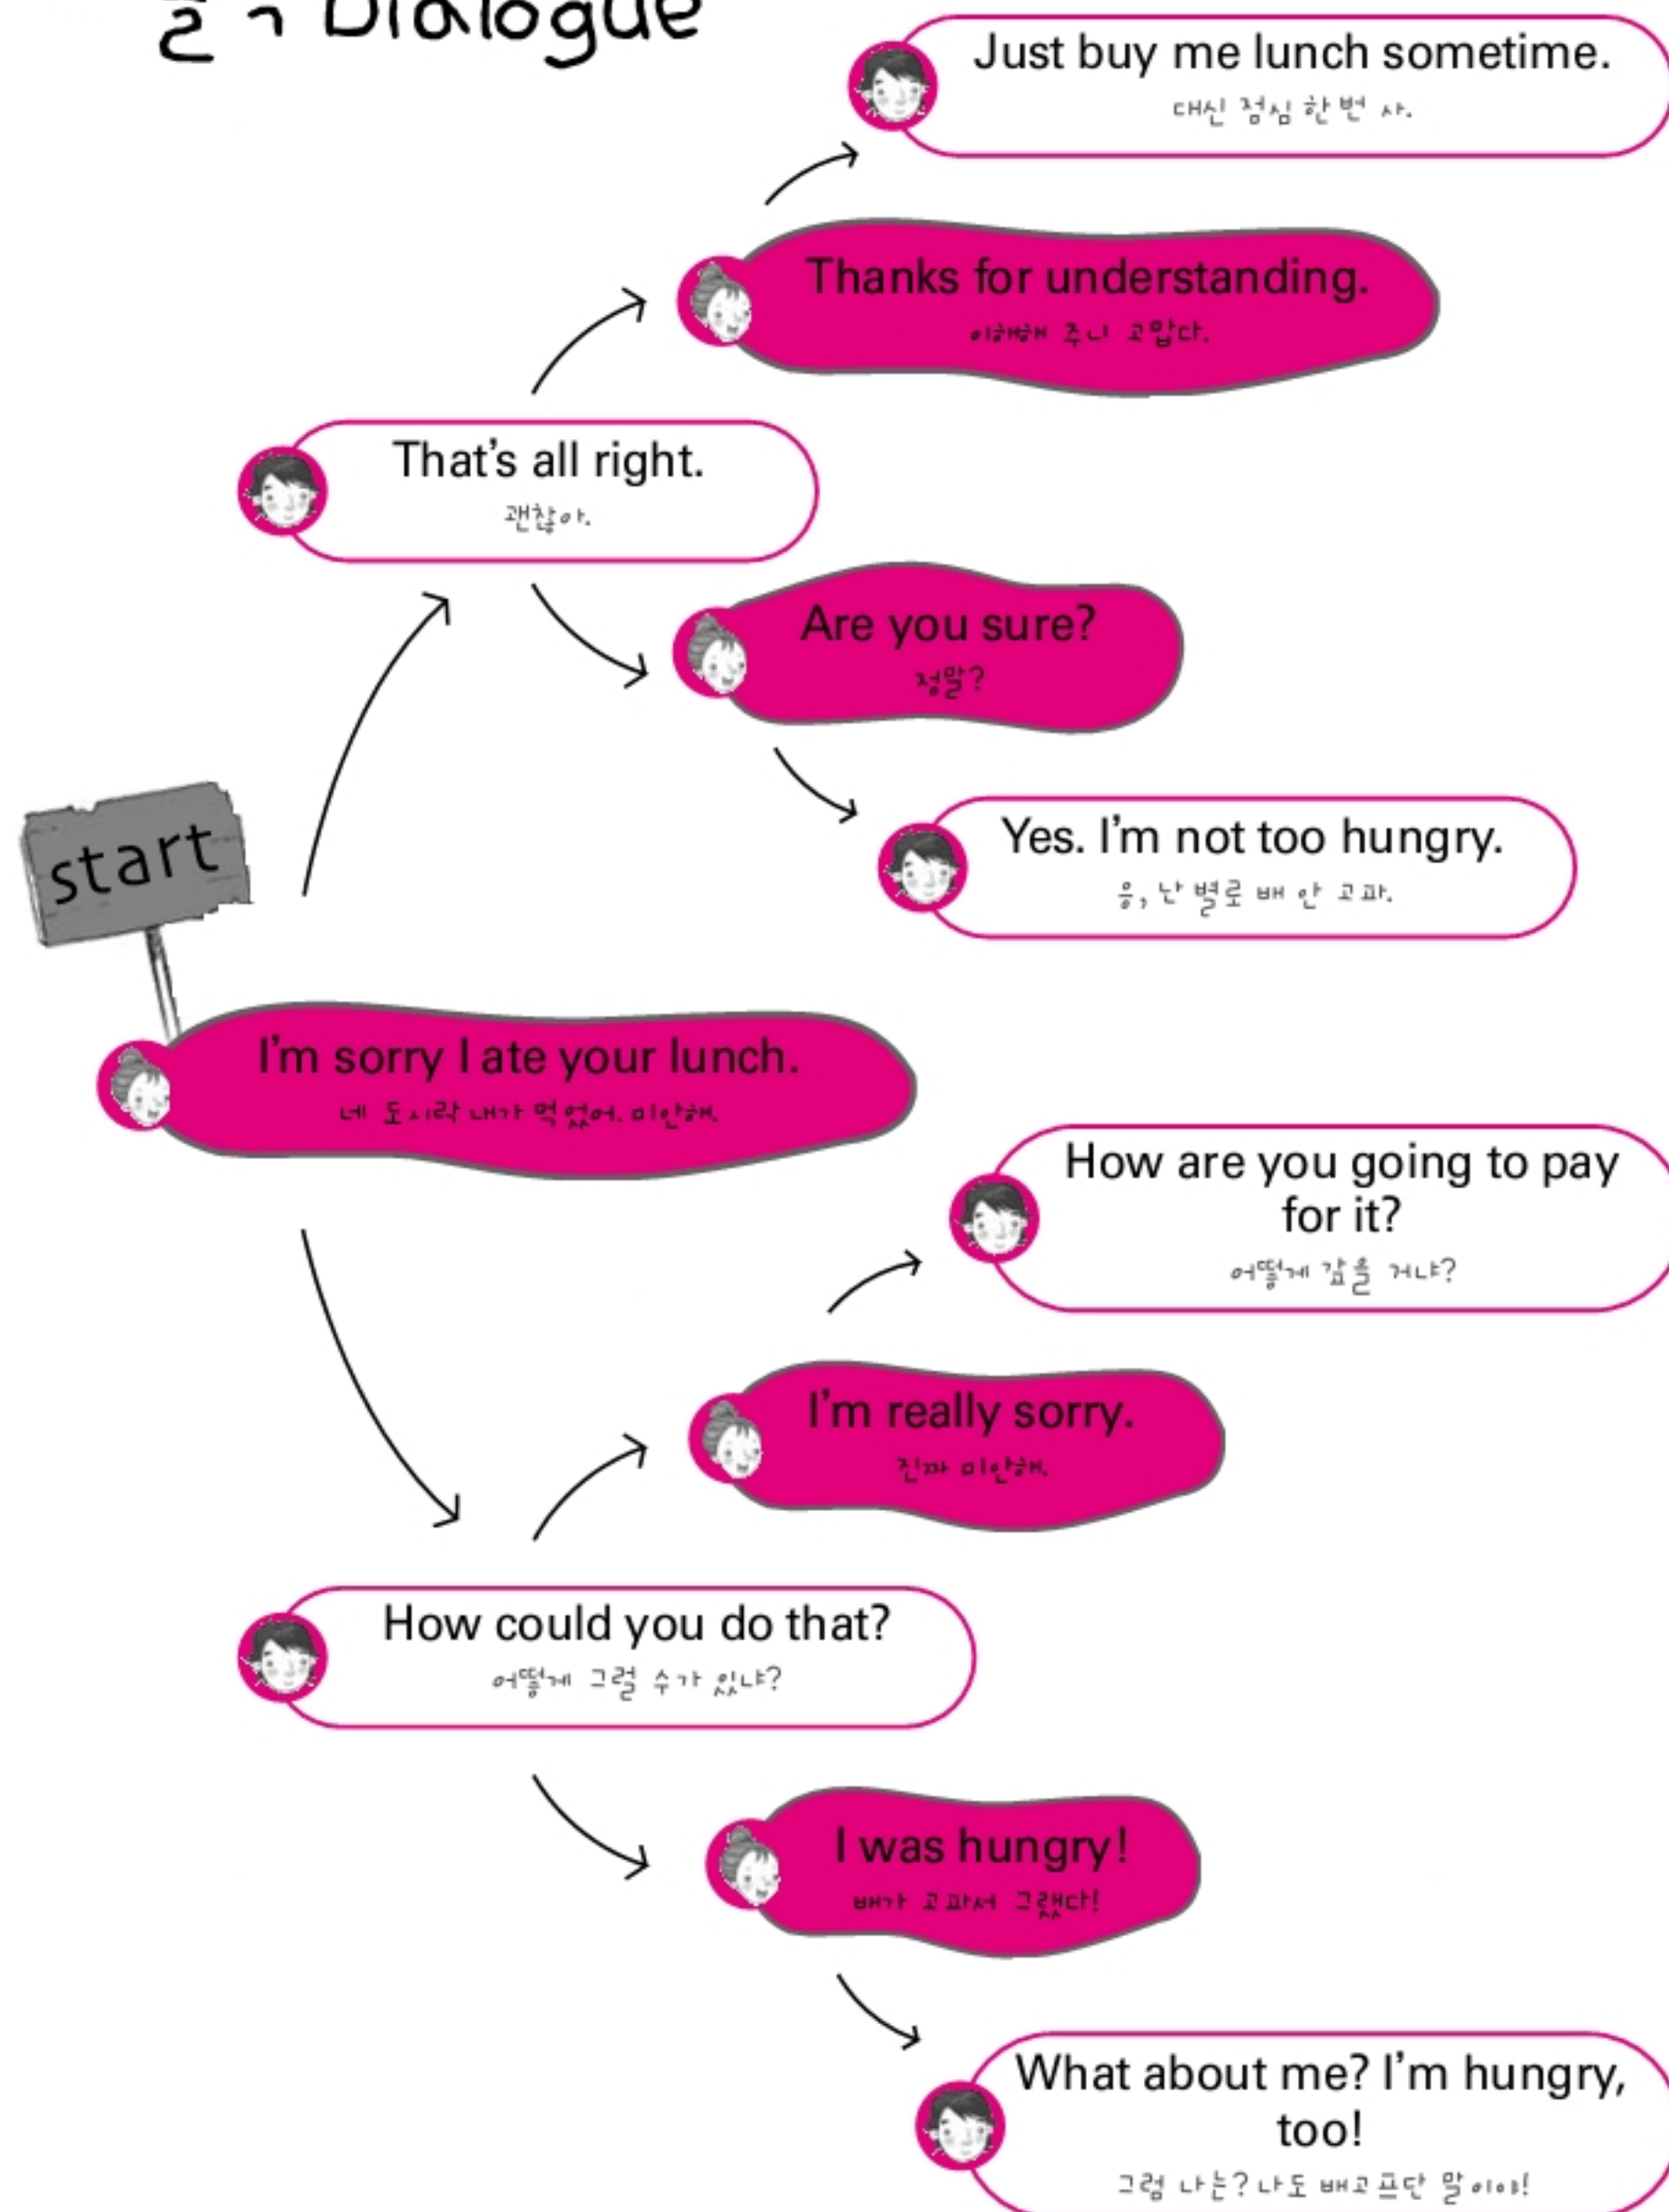 Dialogue
Just buy me lunch sometime.
대신 점심 한 번 사.
Thanks for understanding.
이해해 주니 고맙다.
That's all right.
괜찮아.
Are you sure?
정말?
Yes. I'm not too hungry.
응, 난 별로 배 안 고파.
start
I'm sorry I ate your lunch.
네 도시락 내가 먹었어. 미안해.
How are you going to pay
for it?
어떻게 갚을 거냐?
I'm really sorry.
진짜 미안해.
How could you do that?
어떻게 그럴 수가 있냐?
I was hungry!
배가 고파서 그랬다!
What about me? I'm hungry,
too!
그럼 나는? 나도 배고프단 말이야!